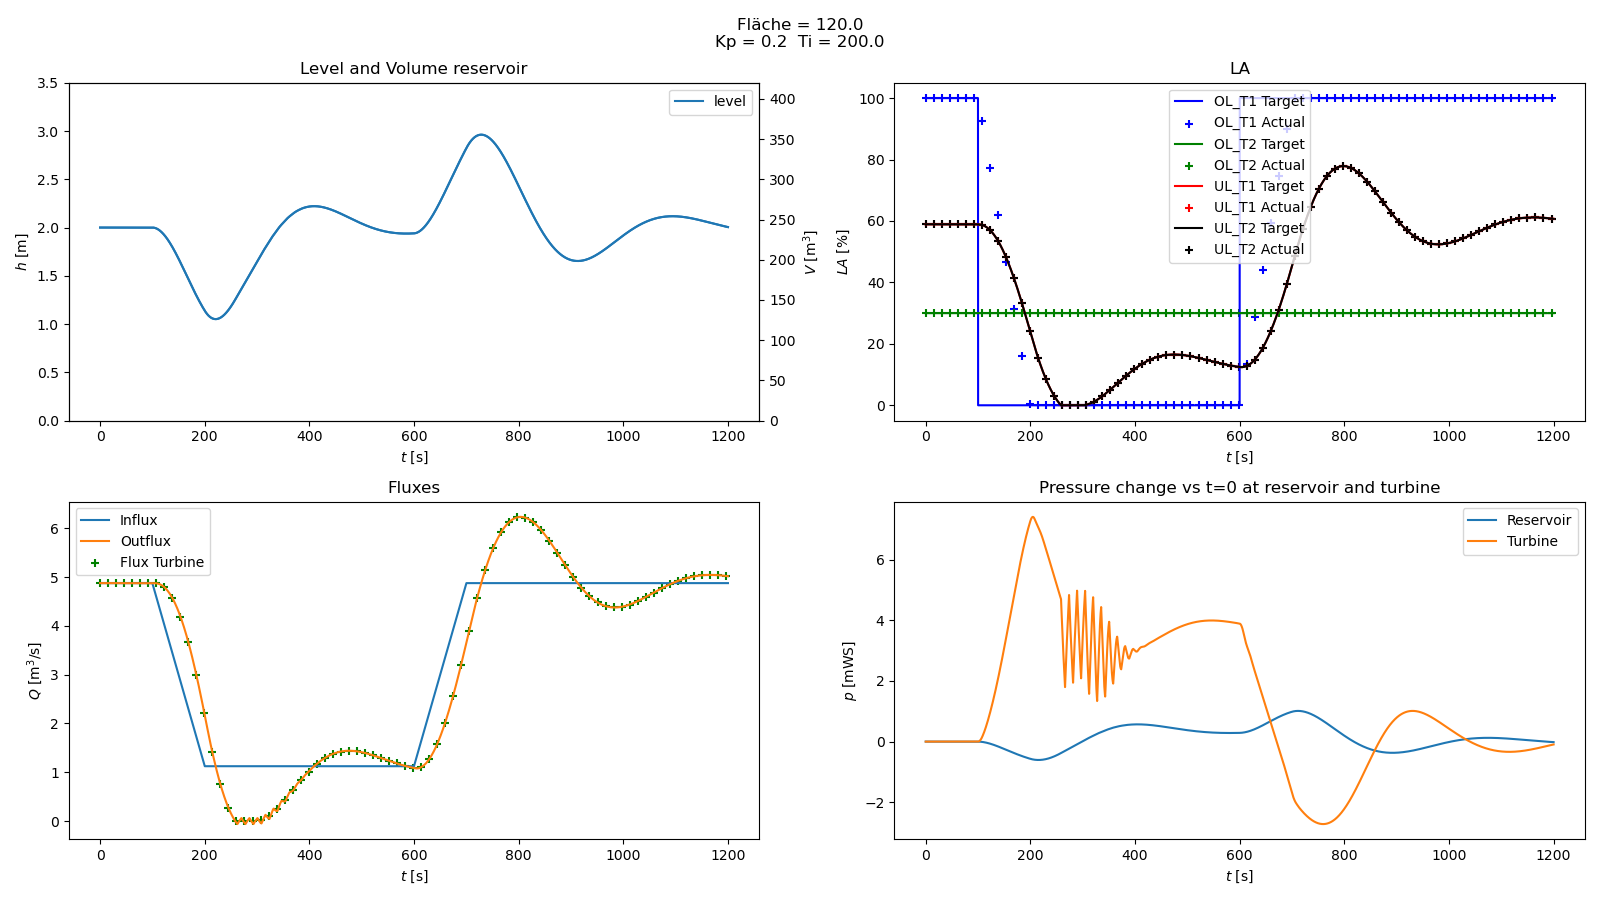 Fläche = 120.0
Kp = 0.2  Ti = 200.0
Level and Volume reservoir
level
h [m]
3.5
3.0
2.5
2.0
1.5
1.0
0.5
0.0
V [m³]
400
350
300
250
200
150
100
50
0
0 200 400 600 800 1000 1200
t [s]
LA
OL_T1 Target
OL_T1 Actual
OL_T2 Target
OL_T2 Actual
UL_T1 Target
UL_T1 Actual
UL_T2 Target
UL_T2 Actual
LA [%]
100
80
60
40
20
0
0 200 400 600 800 1000 1200
t [s]
Fluxes
Influx
Outflux
Flux Turbine
Q [m³/s]
6
5
4
3
2
1
0
0 200 400 600 800 1000 1200
t [s]
Pressure change vs t=0 at reservoir and turbine
Reservoir
Turbine
p [mWS]
6
4
2
0
−2
0 200 400 600 800 1000 1200
t [s]